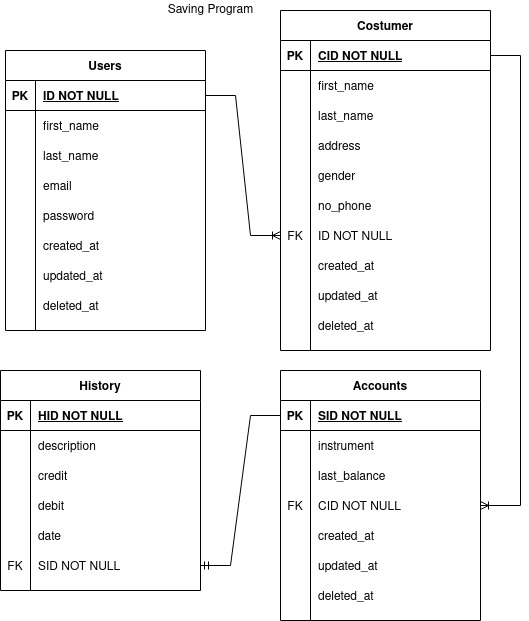 Saving Program
Users
PK ID NOT NULL
first_name
last_name
email
password
created_at
updated_at
deleted_at
Costumer
PK CID NOT NULL
first_name
last_name
address
gender
no_phone
FK ID NOT NULL
created_at
updated_at
deleted_at
History
PK HID NOT NULL
description
credit
debit
date
FK SID NOT NULL
Accounts
PK SID NOT NULL
instrument
last_balance
FK CID NOT NULL
created_at
updated_at
deleted_at